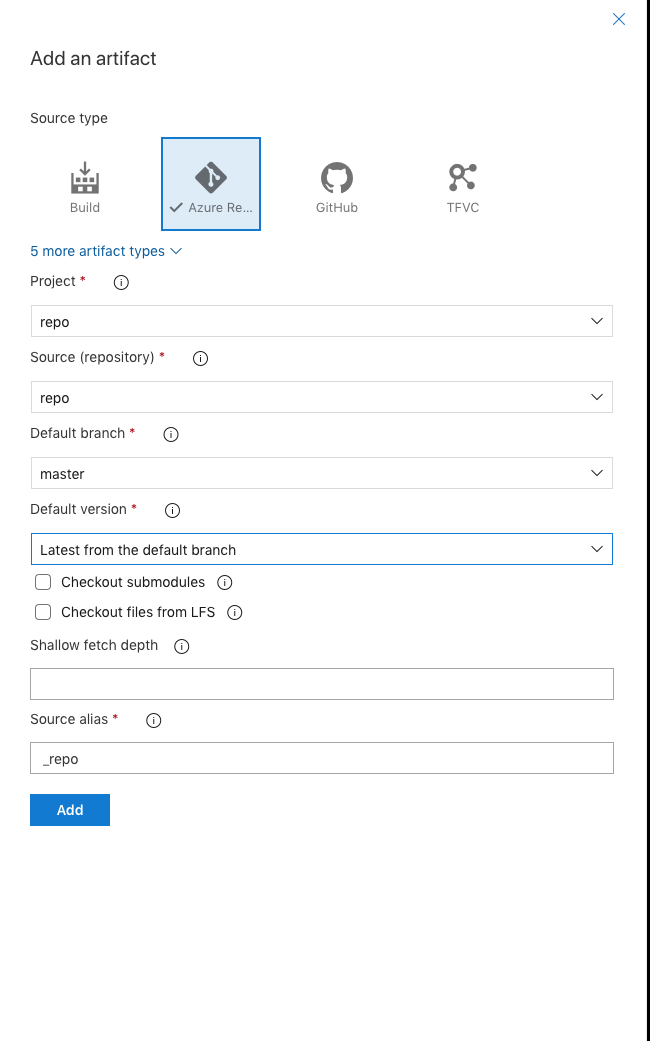 Add an artifact
Source type
Build
Azure Re...
GitHub
TFVC
5 more artifact types
Project *
repo
Source (repository) *
repo
Default branch *
master
Default version *
Latest from the default branch
Checkout submodules
Checkout files from LFS
Shallow fetch depth
Source alias *
_repo
Add